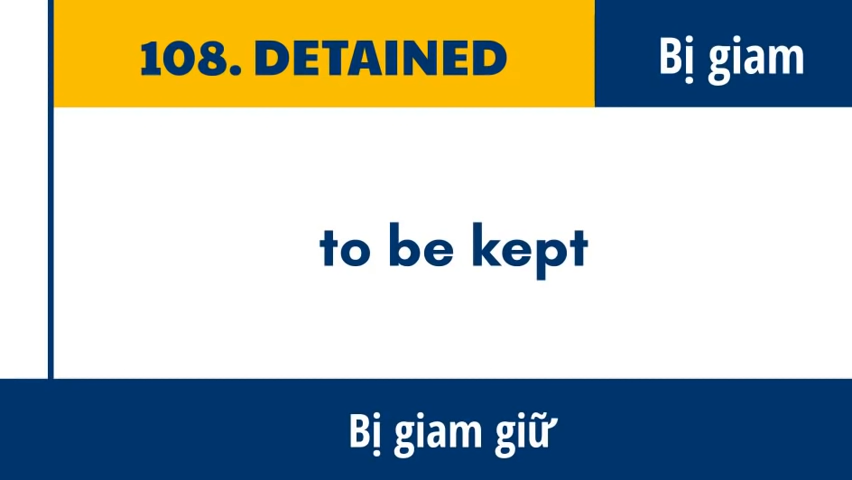 108. DETAINED
Bị giam
to be kept
Bị giam giữ